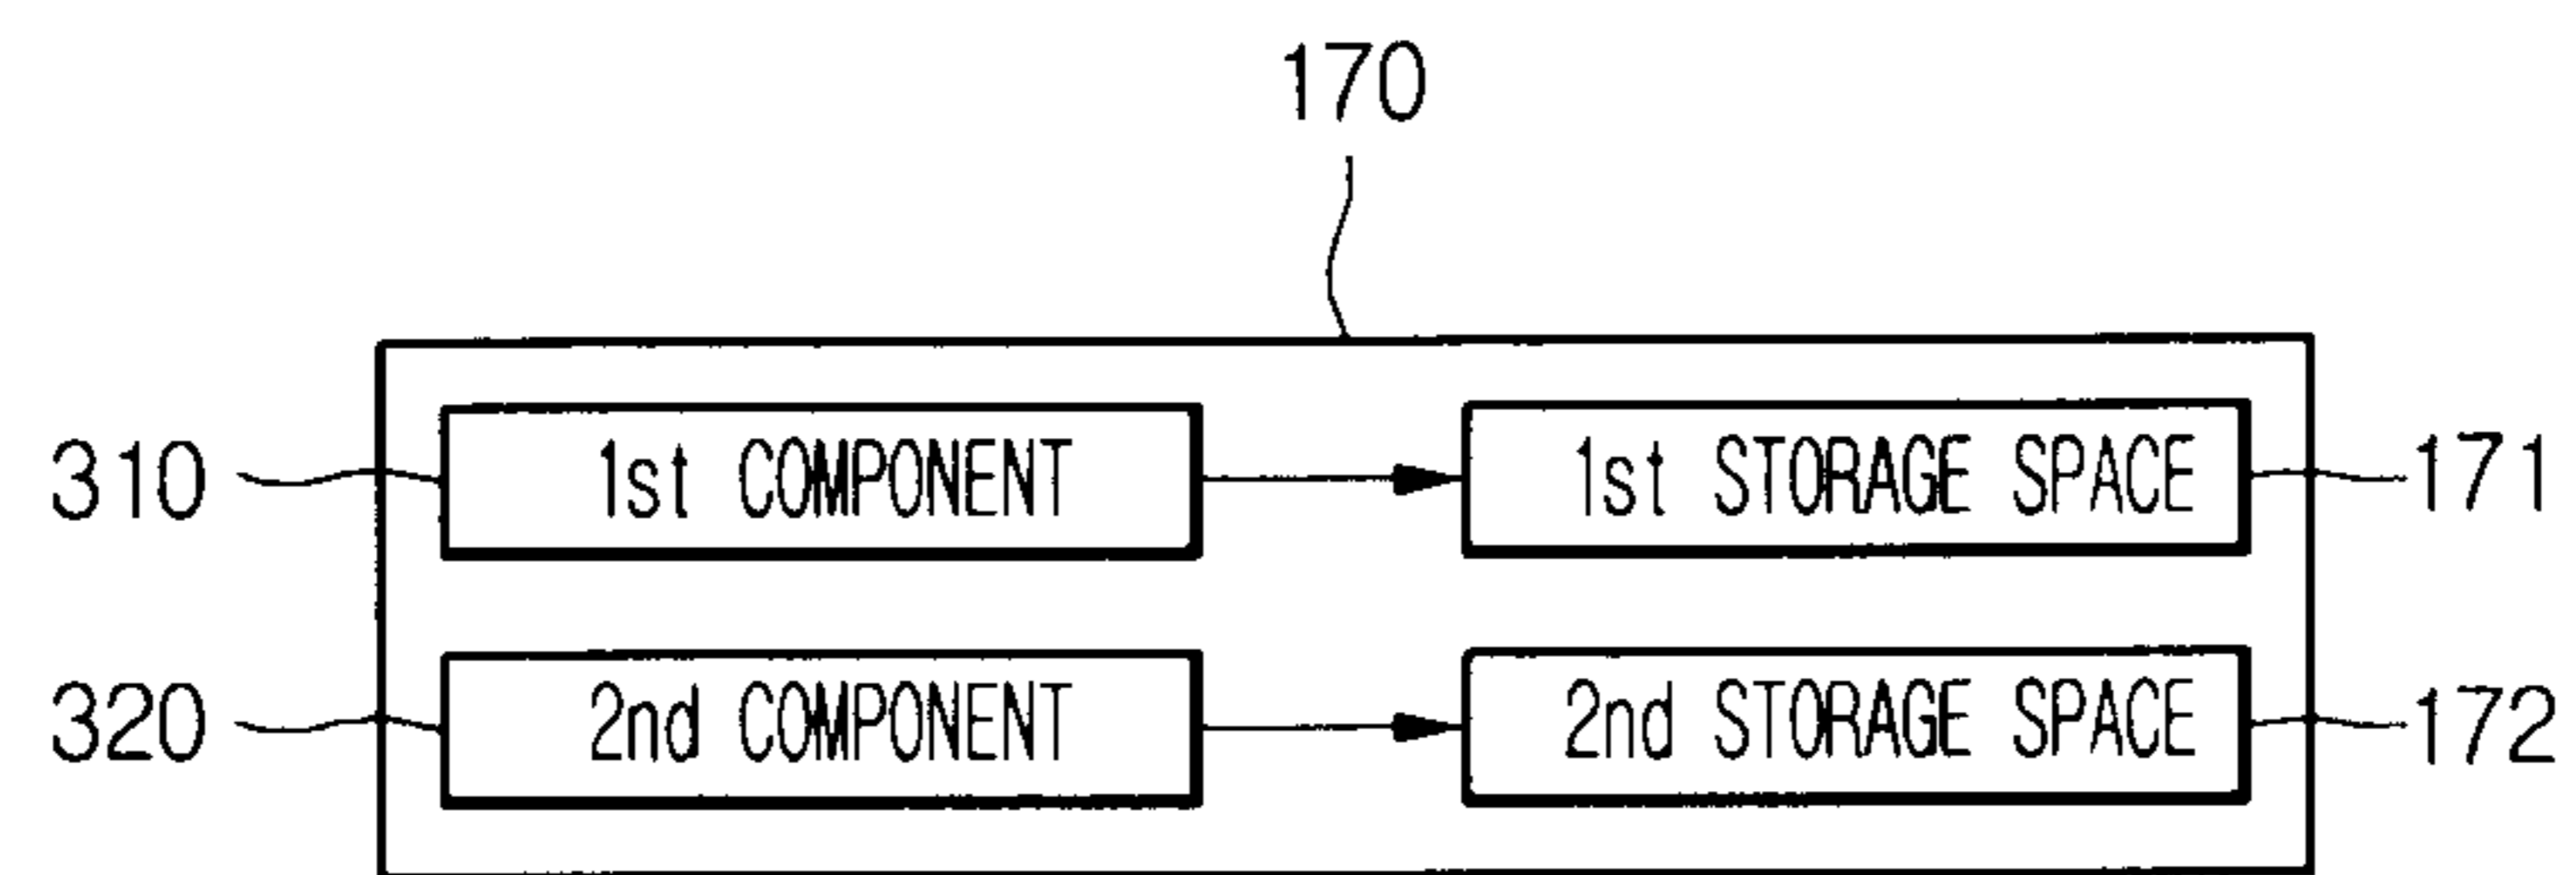 170
310 1st COMPONENT 1st STORAGE SPACE 171
320 2nd COMPONENT 2nd STORAGE SPACE 172